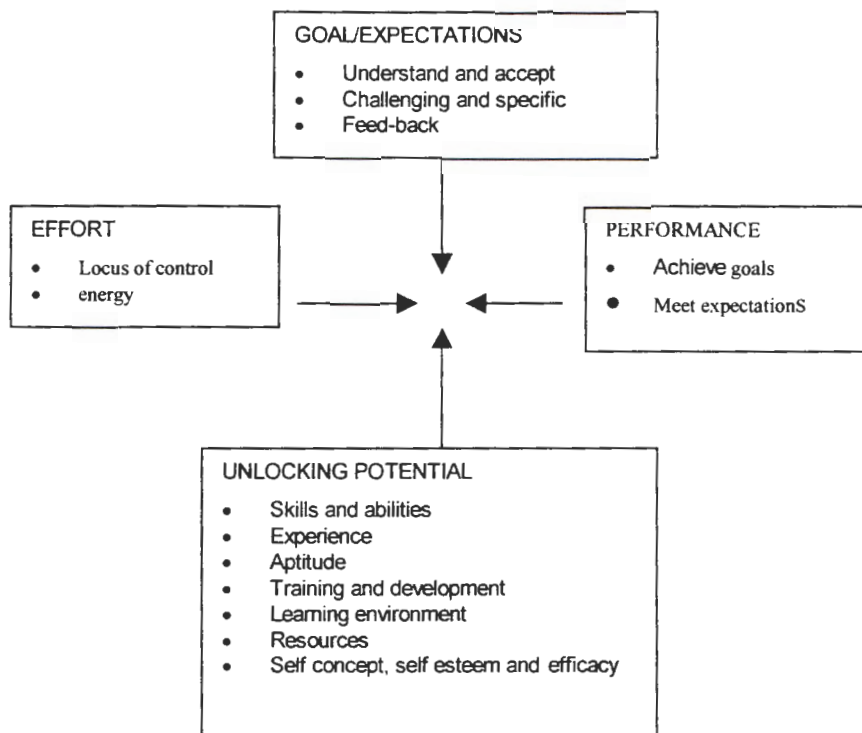 GOAL/EXPECTATIONS
• Understand and accept
• Challenging and specific
• Feed-back
EFFORT
• Locus of control
• energy
PERFORMANCE
• Achieve goals
• Meet expectationS
UNLOCKING POTENTIAL
• Skills and abilities
• Experience
• Aptitude
• Training and development
• Learning environment
• Resources
• Self concept, self esteem and efficacy